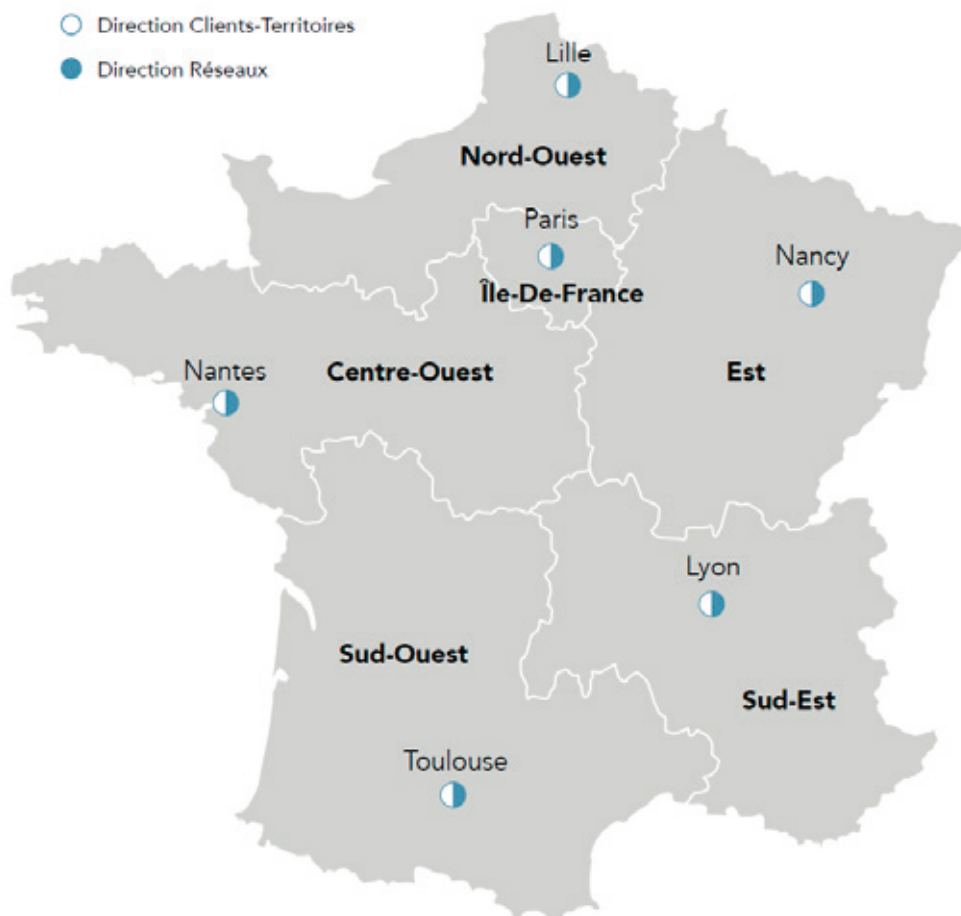 Direction Clients-Territoires
Direction Réseaux
Lille
Nord-Ouest
Paris
Île-De-France
Nancy
Nantes
Centre-Ouest
Est
Lyon
Sud-Ouest
Sud-Est
Toulouse